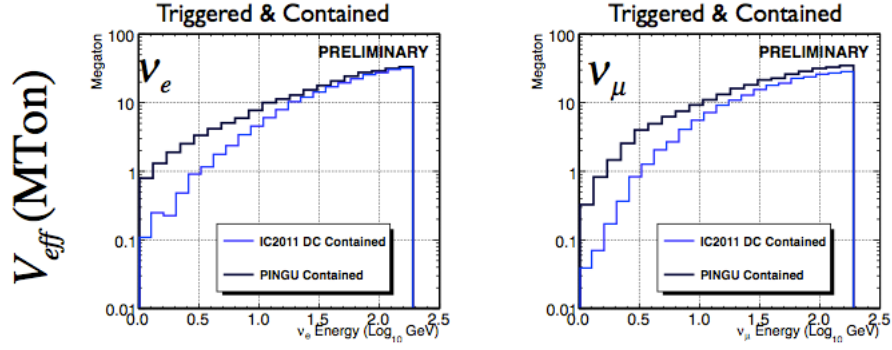 Triggered & Contained
V_eff (MTon)
Megaton
100
10
1
0.1
0.01
PRELIMINARY
ν_e
IC2011 DC Contained
PINGU Contained
0.0 0.5 1.0 1.5 2.0 2.5
ν_e Energy (Log_10 GeV)
Triggered & Contained
Megaton
100
10
1
0.1
0.01
PRELIMINARY
ν_μ
IC2011 DC Contained
PINGU Contained
0.0 0.5 1.0 1.5 2.0 2.5
ν_μ Energy (Log_10 GeV)